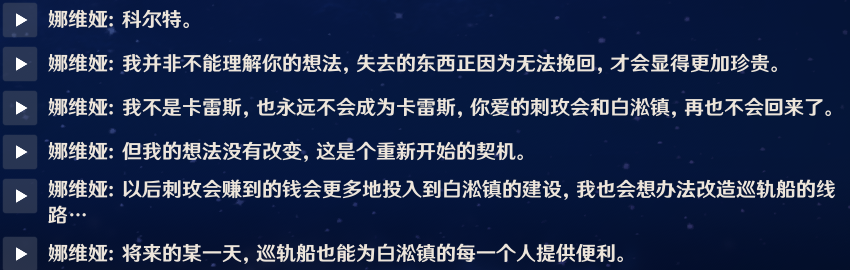 娜维娅: 科尔特。
娜维娅: 我并非不能理解你的想法, 失去的东西正因为无法挽回, 才会显得更加珍贵。
娜维娅: 我不是卡雷斯, 也永远不会成为卡雷斯, 你爱的刺玫会和白淞镇, 再也不会回来了。
娜维娅: 但我的想法没有改变, 这是个重新开始的契机。
娜维娅: 以后刺玫会赚到的钱会更多地投入到白淞镇的建设, 我也会想办法改造巡轨船的线
路…
娜维娅: 将来的某一天, 巡轨船也能为白淞镇的每一个人提供便利。